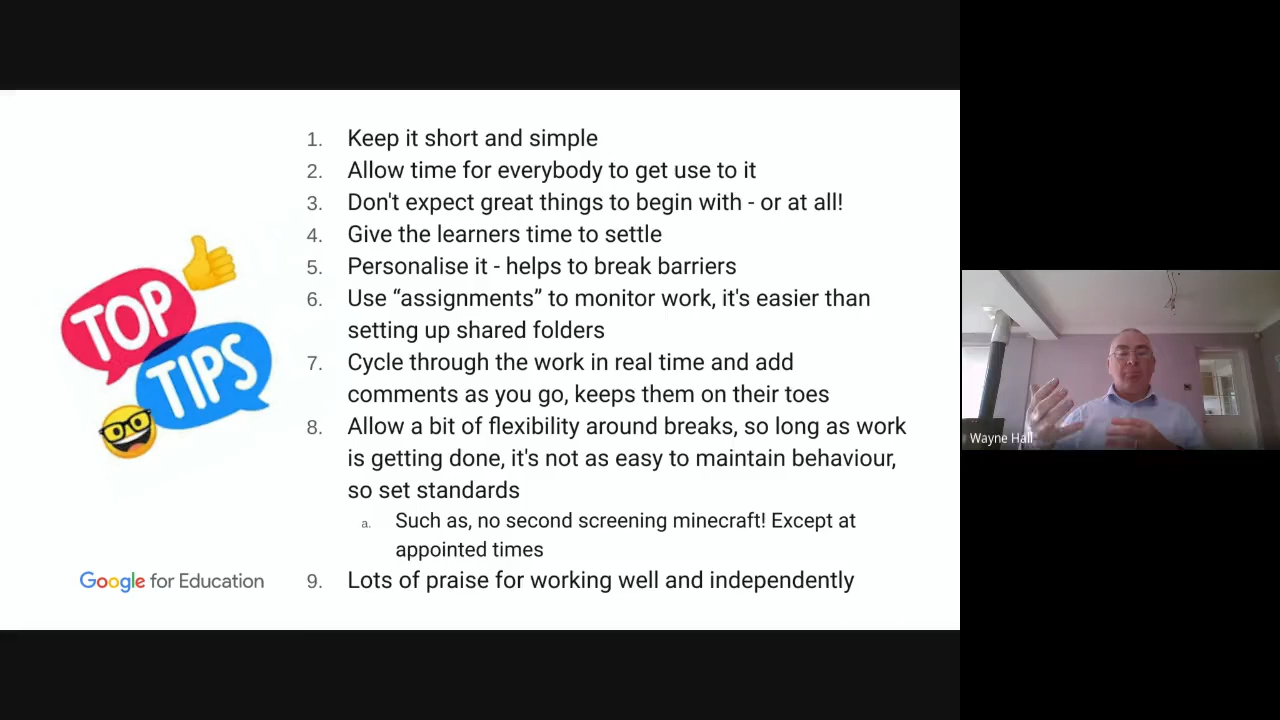 1. Keep it short and simple
2. Allow time for everybody to get use to it
3. Don't expect great things to begin with - or at all!
4. Give the learners time to settle
5. Personalise it - helps to break barriers
6. Use “assignments” to monitor work, it's easier than
setting up shared folders
7. Cycle through the work in real time and add
comments as you go, keeps them on their toes
8. Allow a bit of flexibility around breaks, so long as work
is getting done, it's not as easy to maintain behaviour,
so set standards
a. Such as, no second screening minecraft! Except at
appointed times
9. Lots of praise for working well and independently
TOP
TIPS
Google for Education
Wayne Hall